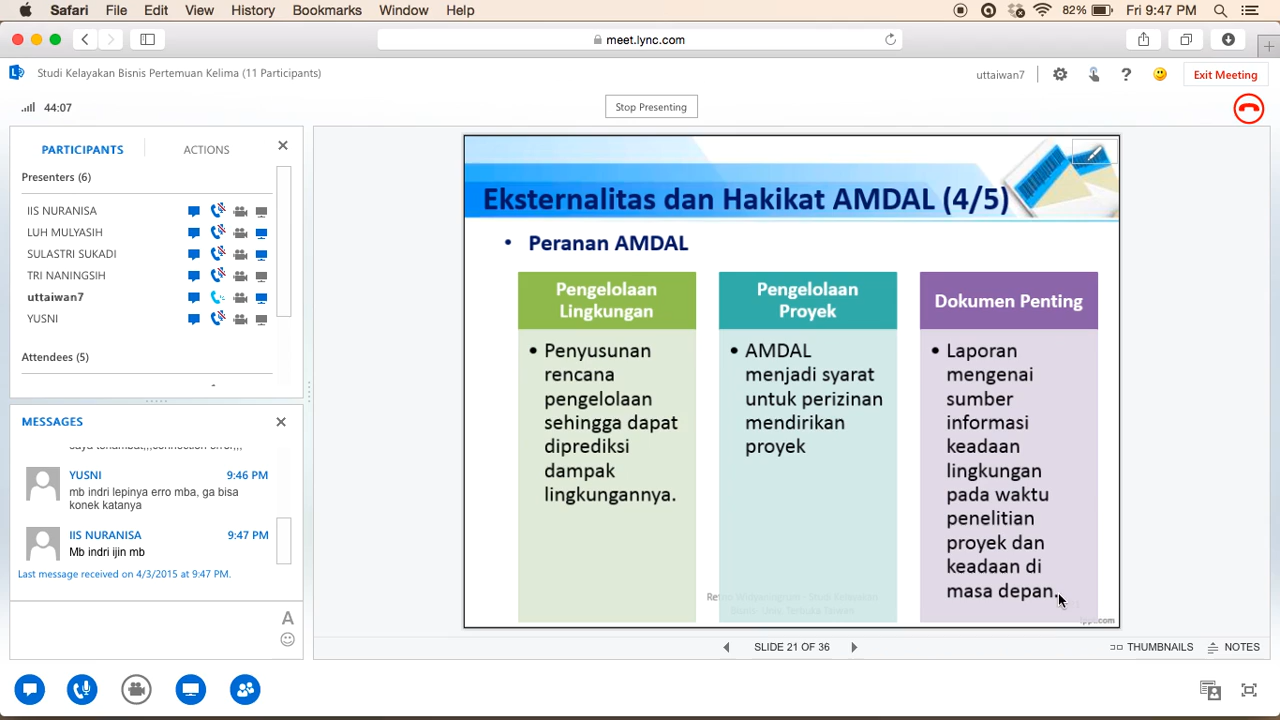 Safari File Edit View History Bookmarks Window Help 82% Fri 9:47 PM
meet.lync.com
Studi Kelayakan Bisnis Pertemuan Kelima (11 Participants) uttaiwan7 ? Exit Meeting
44:07 Stop Presenting
PARTICIPANTS ACTIONS
Presenters (6)
IIS NURANISA
LUH MULYASIH
SULASTRI SUKADI
TRI NANINGSIH
uttaiwan7
YUSNI
Attendees (5)
MESSAGES
YUSNI 9:46 PM
mb indri lepinya erro mba, ga bisa
konek katanya
IIS NURANISA 9:47 PM
Mb indri ijin mb
Last message received on 4/3/2015 at 9:47 PM.
A
Eksternalitas dan Hakikat AMDAL (4/5)
• Peranan AMDAL
Pengelolaan
Lingkungan
• Penyusunan
rencana
pengelolaan
sehingga dapat
diprediksi
dampak
lingkungannya.
Pengelolaan
Proyek
• AMDAL
menjadi syarat
untuk perizinan
mendirikan
proyek
Dokumen Penting
• Laporan
mengenai
sumber
informasi
keadaan
lingkungan
pada waktu
penelitian
proyek dan
keadaan di
masa depan.
SLIDE 21 OF 36 THUMBNAILS NOTES